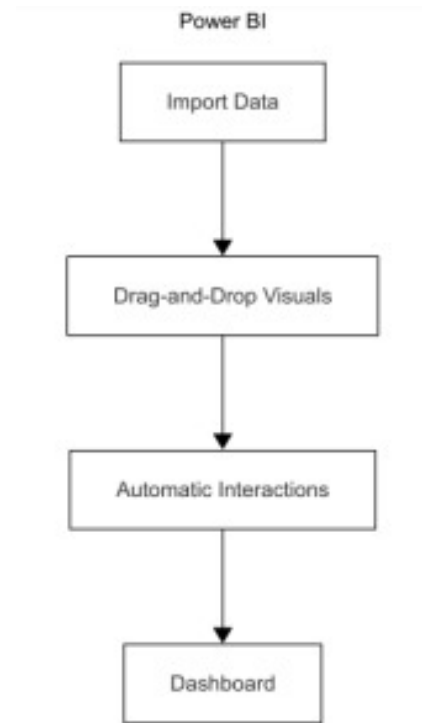 Power BI
Import Data
Drag-and-Drop Visuals
Automatic Interactions
Dashboard